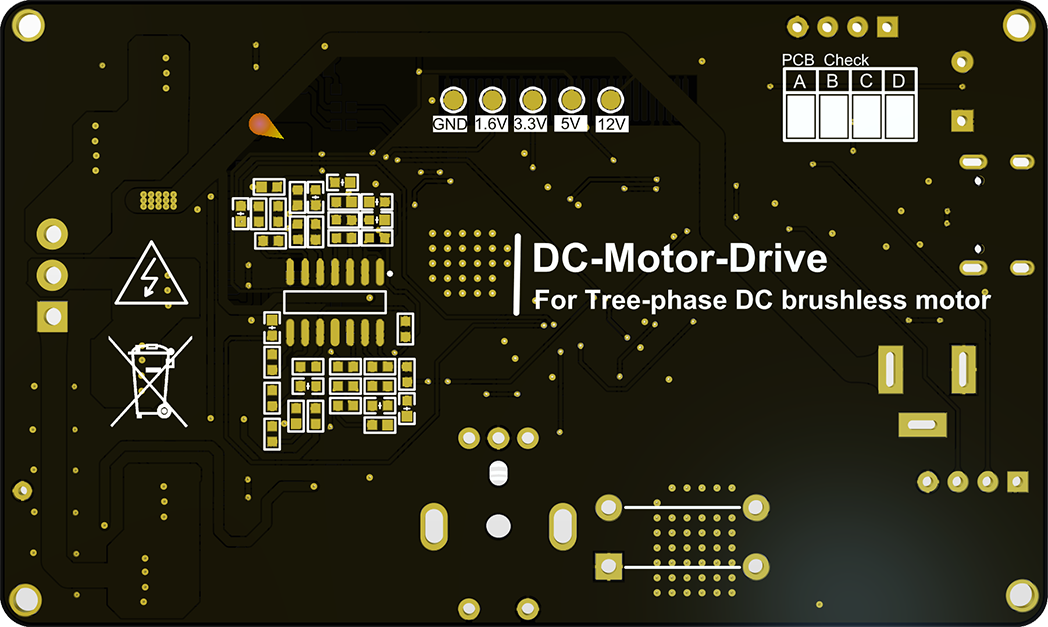 PCB Check
A B C D
GND 1.6V 3.3V 5V 12V
DC-Motor-Drive
For Tree-phase DC brushless motor